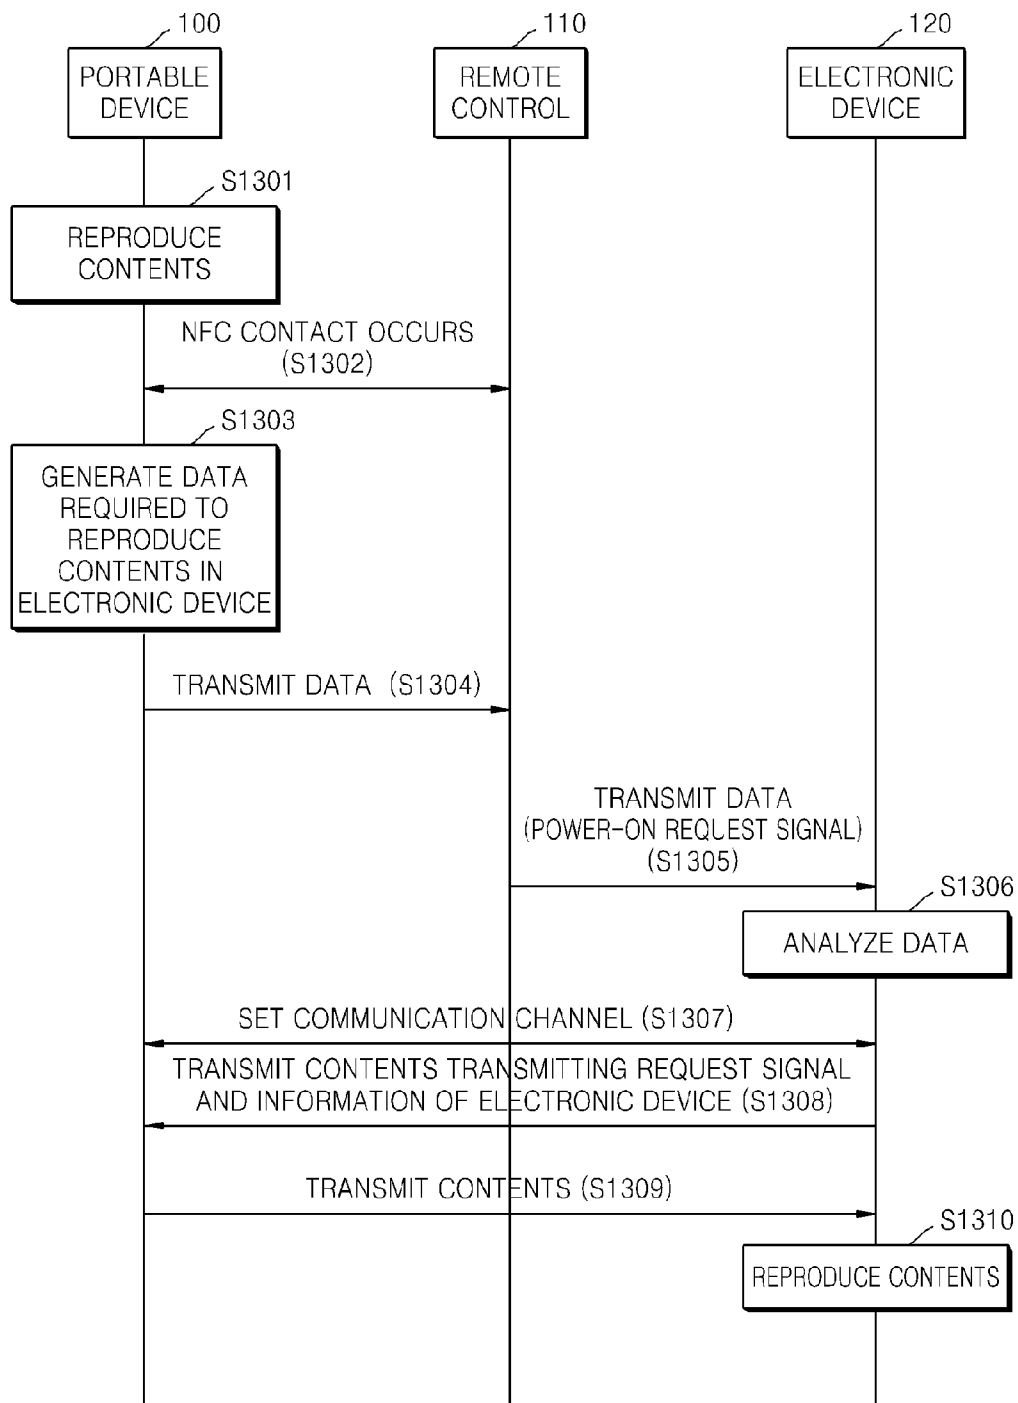 100
110
120
PORTABLE
DEVICE
REMOTE
CONTROL
ELECTRONIC
DEVICE
S1301
REPRODUCE
CONTENTS
NFC CONTACT OCCURS
(S1302)
S1303
GENERATE DATA
REQUIRED TO
REPRODUCE
CONTENTS IN
ELECTRONIC DEVICE
TRANSMIT DATA (S1304)
TRANSMIT DATA
(POWER-ON REQUEST SIGNAL)
(S1305)
S1306
ANALYZE DATA
SET COMMUNICATION CHANNEL (S1307)
TRANSMIT CONTENTS TRANSMITTING REQUEST SIGNAL
AND INFORMATION OF ELECTRONIC DEVICE (S1308)
TRANSMIT CONTENTS (S1309)
S1310
REPRODUCE CONTENTS